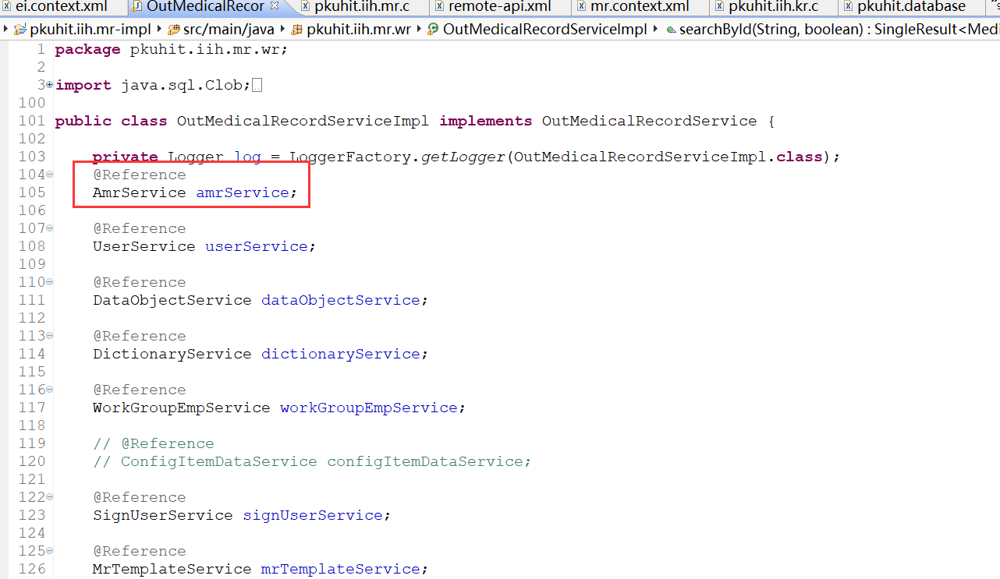 ei.context.xml OutMedicalRecor pkuhit.iih.mr.c remote-api.xml mr.context.xml pkuhit.iih.kr.c pkuhit.database
pkuhit.iih.mr-impl src/main/java pkuhit.iih.mr.wr OutMedicalRecordServiceImpl searchById(String, boolean) : SingleResult<Medi
1 package pkuhit.iih.mr.wr;
2
3 import java.sql.Clob;
100
101 public class OutMedicalRecordServiceImpl implements OutMedicalRecordService {
102
103 private Logger log = LoggerFactory.getLogger(OutMedicalRecordServiceImpl.class);
104 @Reference
105 AmrService amrService;
106
107 @Reference
108 UserService userService;
109
110 @Reference
111 DataObjectService dataObjectService;
112
113 @Reference
114 DictionaryService dictionaryService;
115
116 @Reference
117 WorkGroupEmpService workGroupEmpService;
118
119 // @Reference
120 // ConfigItemDataService configItemDataService;
121
122 @Reference
123 SignUserService signUserService;
124
125 @Reference
126 MrTemplateService mrTemplateService;